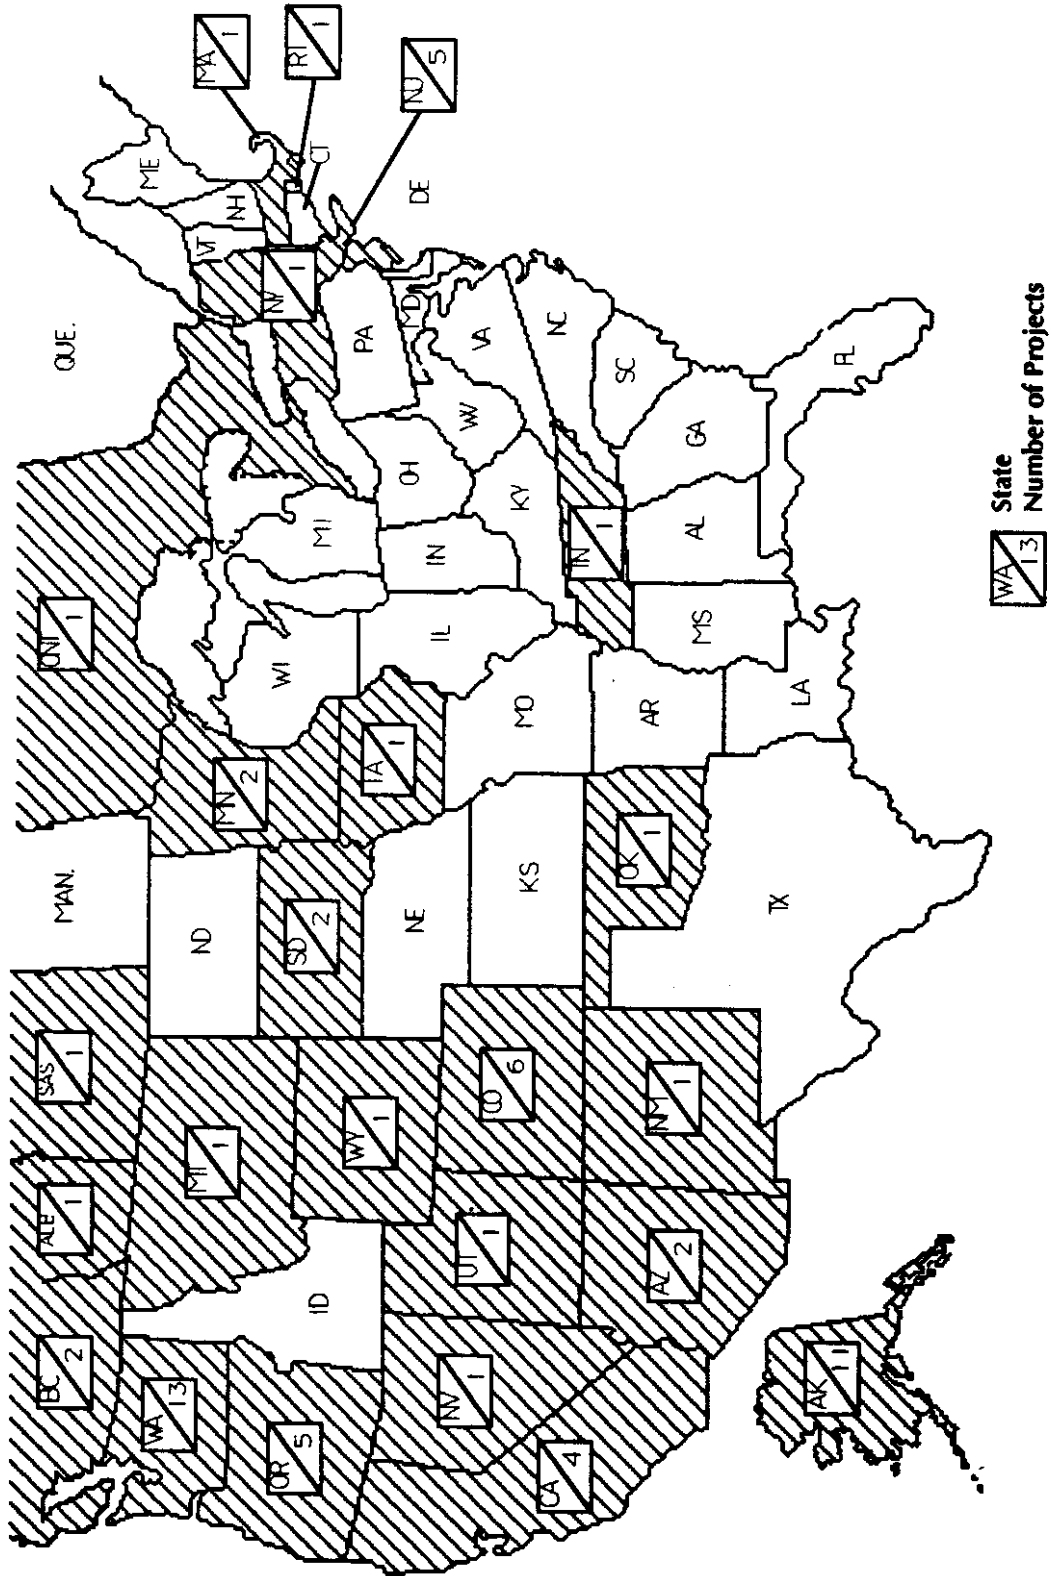 BC
2
ALB
1
SAS
1
MAN.
ONT
1
QUE.
WA
13
MT
1
ND
MN
2
ME
VT
NH
MA
1
RI
1
CT
NJ
5
DE
OR
5
ID
WY
1
SD
2
WI
MI
NY
1
PA
MD
NV
1
UT
1
CO
6
NE
IA
1
IL
IN
OH
WV
VA
CA
4
KS
MO
KY
NC
AZ
2
NM
1
OK
1
AR
TN
1
SC
TX
LA
MS
AL
GA
FL
AK
11
WA
13
State
Number of Projects